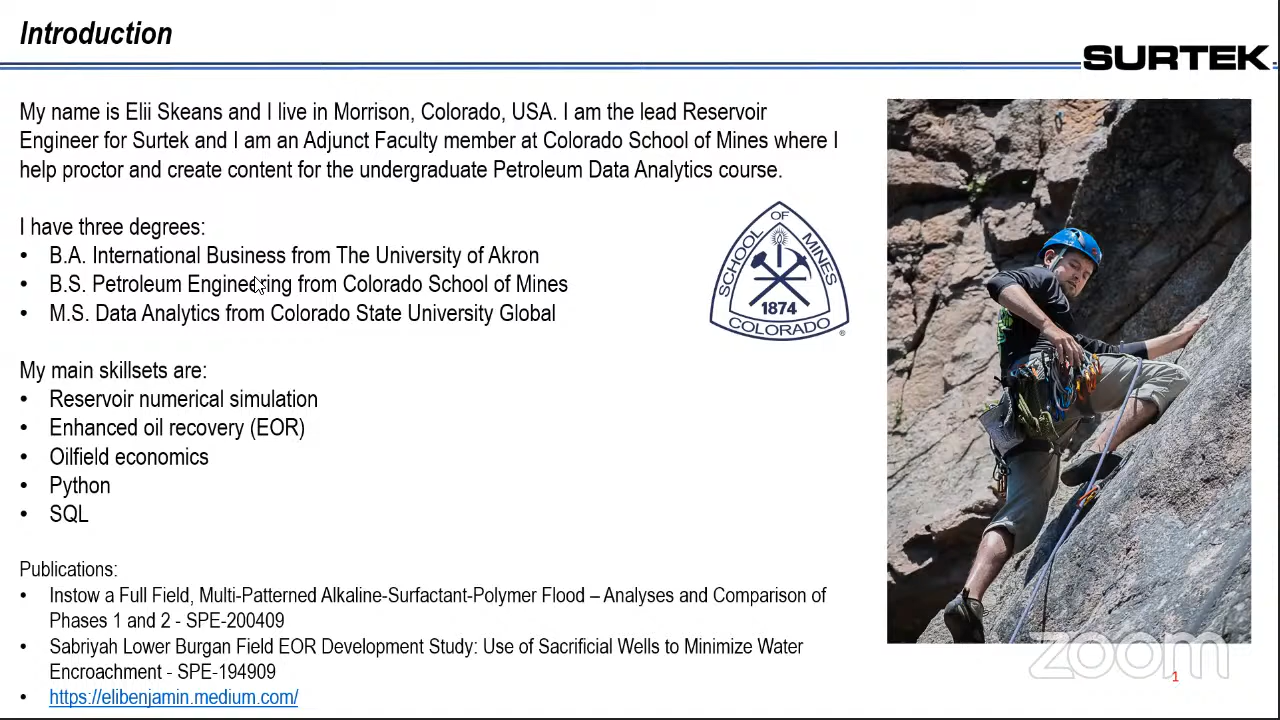 Introduction
SURTEK
My name is Elii Skeans and I live in Morrison, Colorado, USA. I am the lead Reservoir
Engineer for Surtek and I am an Adjunct Faculty member at Colorado School of Mines where I
help proctor and create content for the undergraduate Petroleum Data Analytics course.
I have three degrees:
• B.A. International Business from The University of Akron
• B.S. Petroleum Engineering from Colorado School of Mines
• M.S. Data Analytics from Colorado State University Global
SCHOOL OF MINES
1874
COLORADO ®
My main skillsets are:
• Reservoir numerical simulation
• Enhanced oil recovery (EOR)
• Oilfield economics
• Python
• SQL
Publications:
• Instow a Full Field, Multi-Patterned Alkaline-Surfactant-Polymer Flood – Analyses and Comparison of
Phases 1 and 2 - SPE-200409
• Sabriyah Lower Burgan Field EOR Development Study: Use of Sacrificial Wells to Minimize Water
Encroachment - SPE-194909
• https://elibenjamin.medium.com/
zoom
1